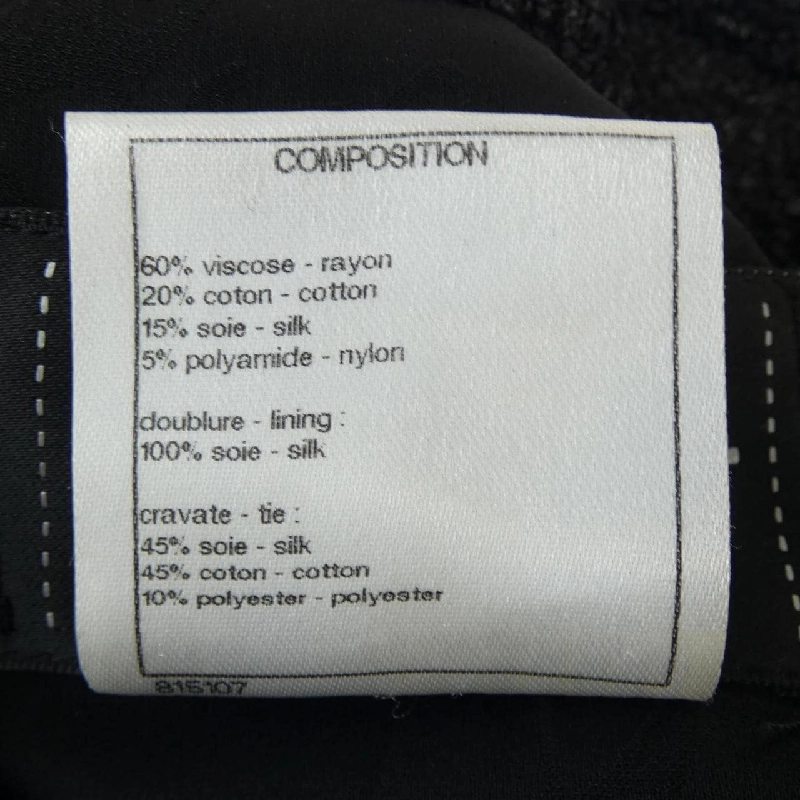 COMPOSITION
60% viscose - rayon
20% coton - cotton
15% soie - silk
5% polyamide - nylon
doublure - lining :
100% soie - silk
cravate - tie :
45% soie - silk
45% coton - cotton
10% polyester - polyester
815107